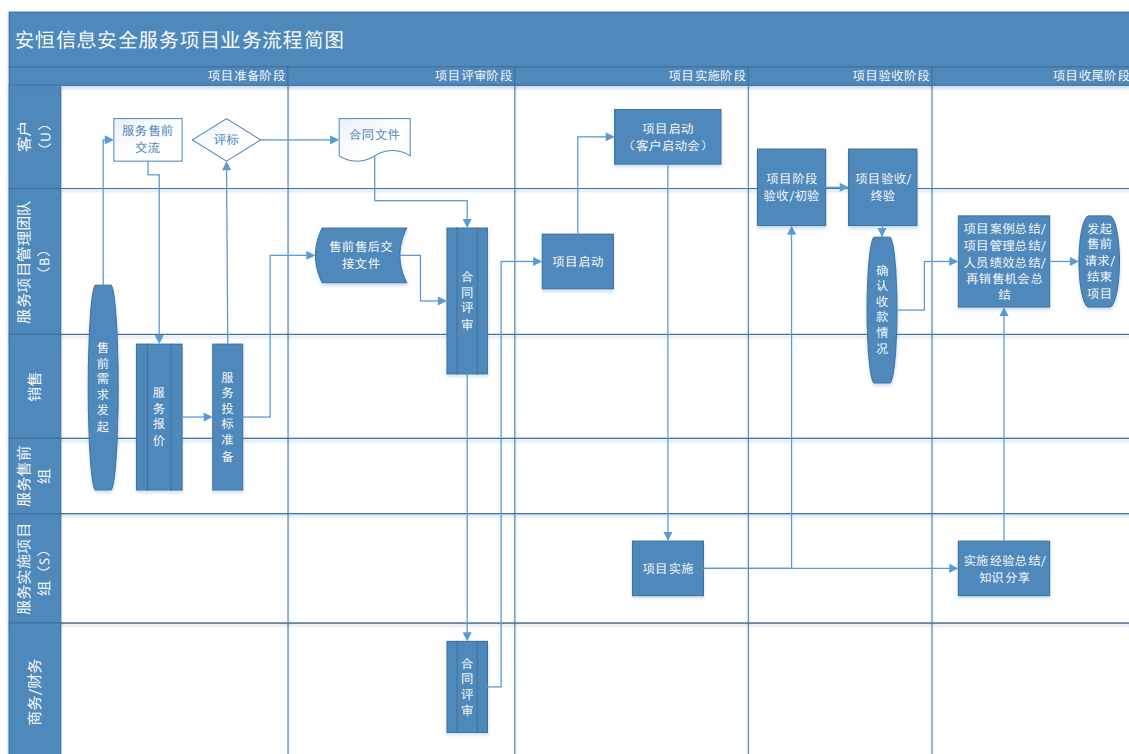 安恒信息安全服务项目业务流程简图
项目准备阶段
项目评审阶段
项目实施阶段
项目验收阶段
项目收尾阶段
客户
（U）
服务售前
交流
评标
合同文件
项目启动
（客户启动会）
项目阶段
验收/初验
项目验收/
终验
服务项目管理团队
（B）
售前售后交
接文件
合同评审
项目启动
确认收款情况
项目案例总结/
项目管理总结/
人员绩效总结/
再销售机会总
结
发起
售前
请求/
结束
项目
销售
售前需求发起
服务报价
服务投标准备
服务售前
组
服务实施项目
组（S）
项目实施
实施经验总结/
知识分享
商务/财务
合同评审